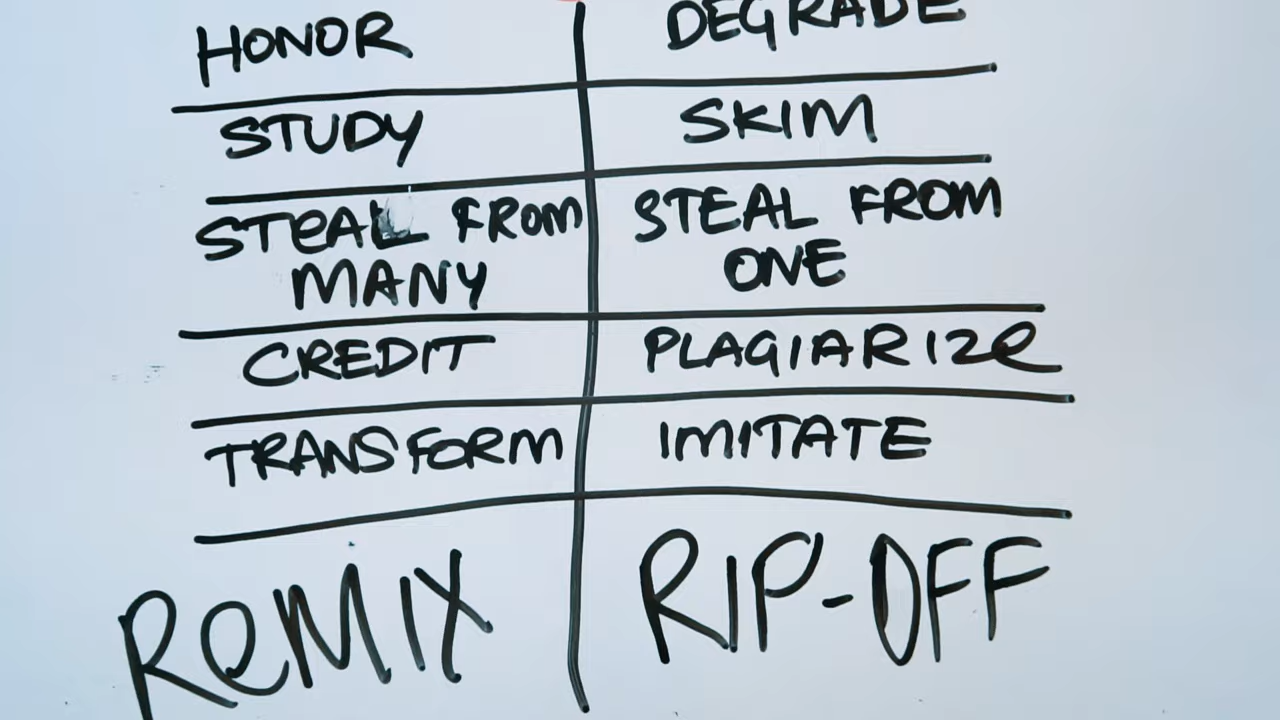 HONOR DEGRADE
STUDY SKIM
STEAL FROM STEAL FROM
MANY ONE
CREDIT PLAGIARIZE
TRANSFORM IMITATE
REMIX RIP-OFF